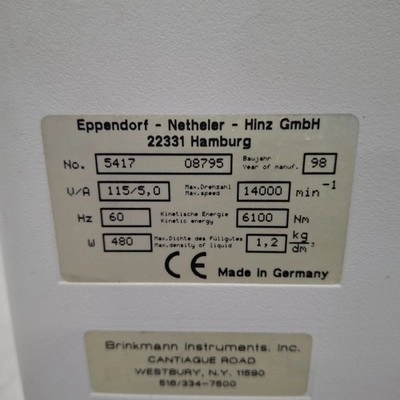 Eppendorf - Netheler - Hinz GmbH
22331 Hamburg
No. 5417 08795 Baujahr Year of manuf. 98
V/A 115/5,0 Max.Drehzahl Max.speed 14000 min⁻¹
Hz 60 Kinetische Energie Kinetic energy 6100 Nm
W 480 Max.Dichte des Füllgutes Max.density of liquid 1,2 kg/dm³
CE Made in Germany
Brinkmann Instruments, Inc.
CANTIAGUE ROAD
WESTBURY, N.Y. 11590
516/334-7500